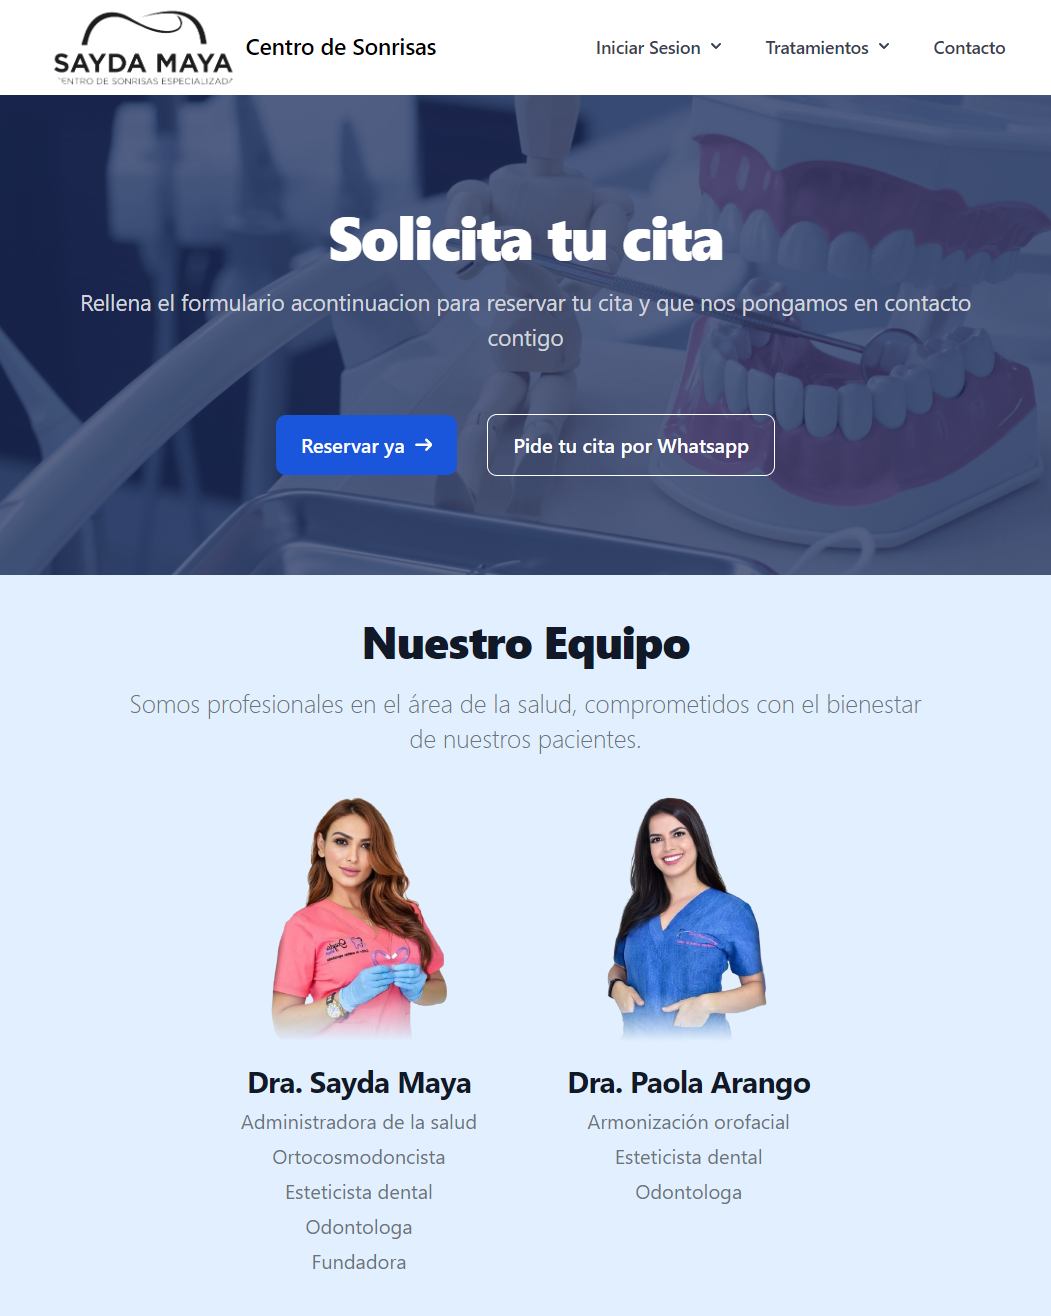 SAYDA MAYA
CENTRO DE SONRISAS ESPECIALIZADA
Centro de Sonrisas
Iniciar Sesion
Tratamientos
Contacto
Solicita tu cita
Rellena el formulario acontinuacion para reservar tu cita y que nos pongamos en contacto
contigo
Reservar ya
Pide tu cita por Whatsapp
Nuestro Equipo
Somos profesionales en el área de la salud, comprometidos con el bienestar
de nuestros pacientes.
Dra. Sayda Maya
Administradora de la salud
Ortocosmodoncista
Esteticista dental
Odontologa
Fundadora
Dra. Paola Arango
Armonización orofacial
Esteticista dental
Odontologa